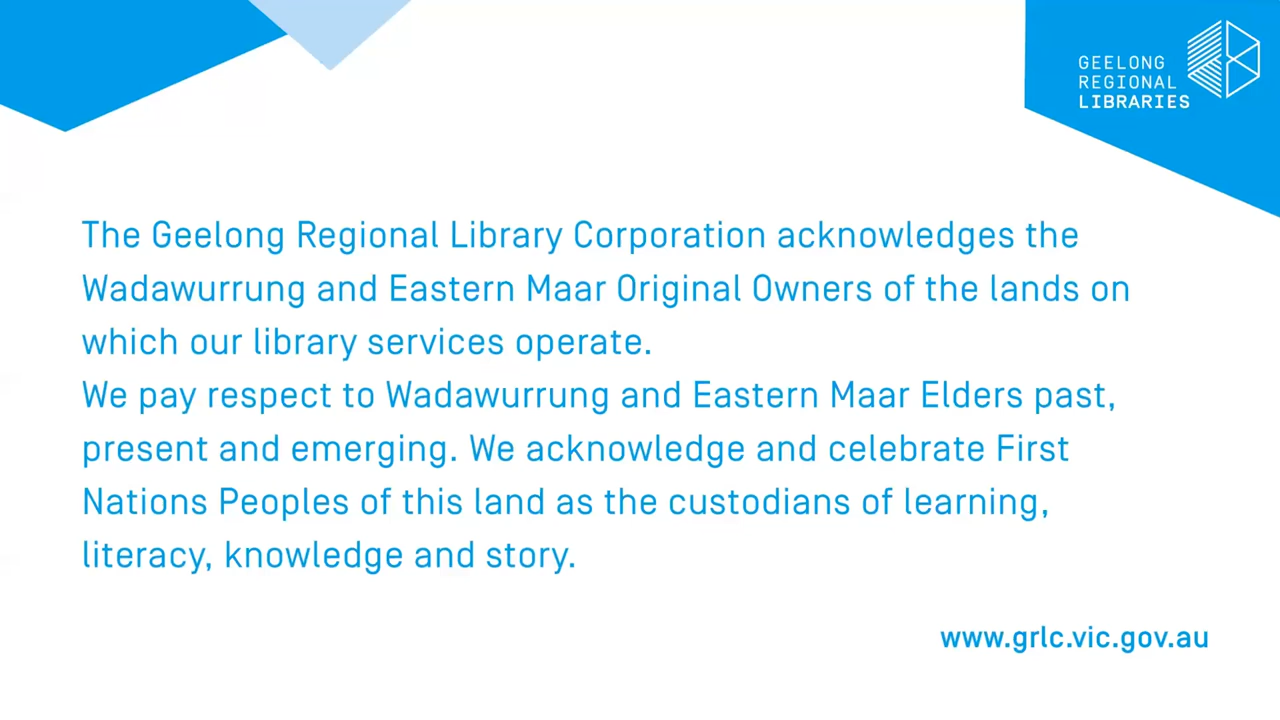 GEELONG
REGIONAL
LIBRARIES
The Geelong Regional Library Corporation acknowledges the
Wadawurrung and Eastern Maar Original Owners of the lands on
which our library services operate.
We pay respect to Wadawurrung and Eastern Maar Elders past,
present and emerging. We acknowledge and celebrate First
Nations Peoples of this land as the custodians of learning,
literacy, knowledge and story.
www.grlc.vic.gov.au